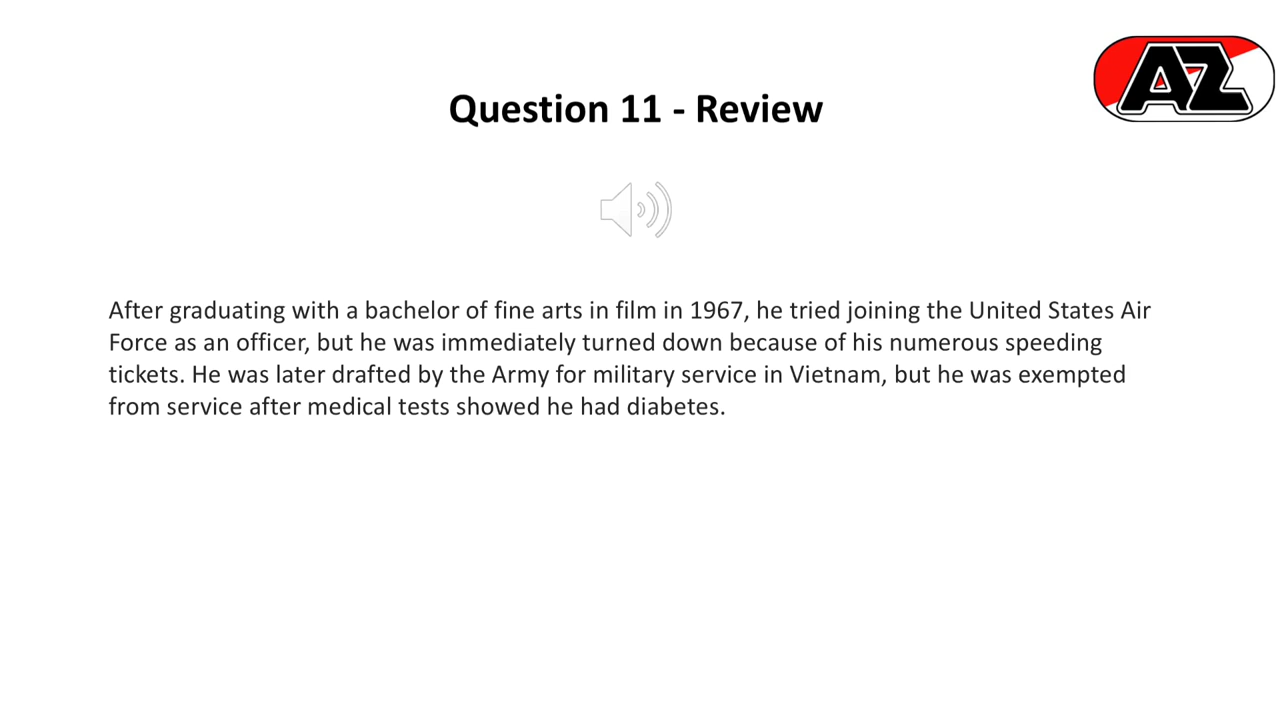 AZ
Question 11 - Review
After graduating with a bachelor of fine arts in film in 1967, he tried joining the United States Air
Force as an officer, but he was immediately turned down because of his numerous speeding
tickets. He was later drafted by the Army for military service in Vietnam, but he was exempted
from service after medical tests showed he had diabetes.